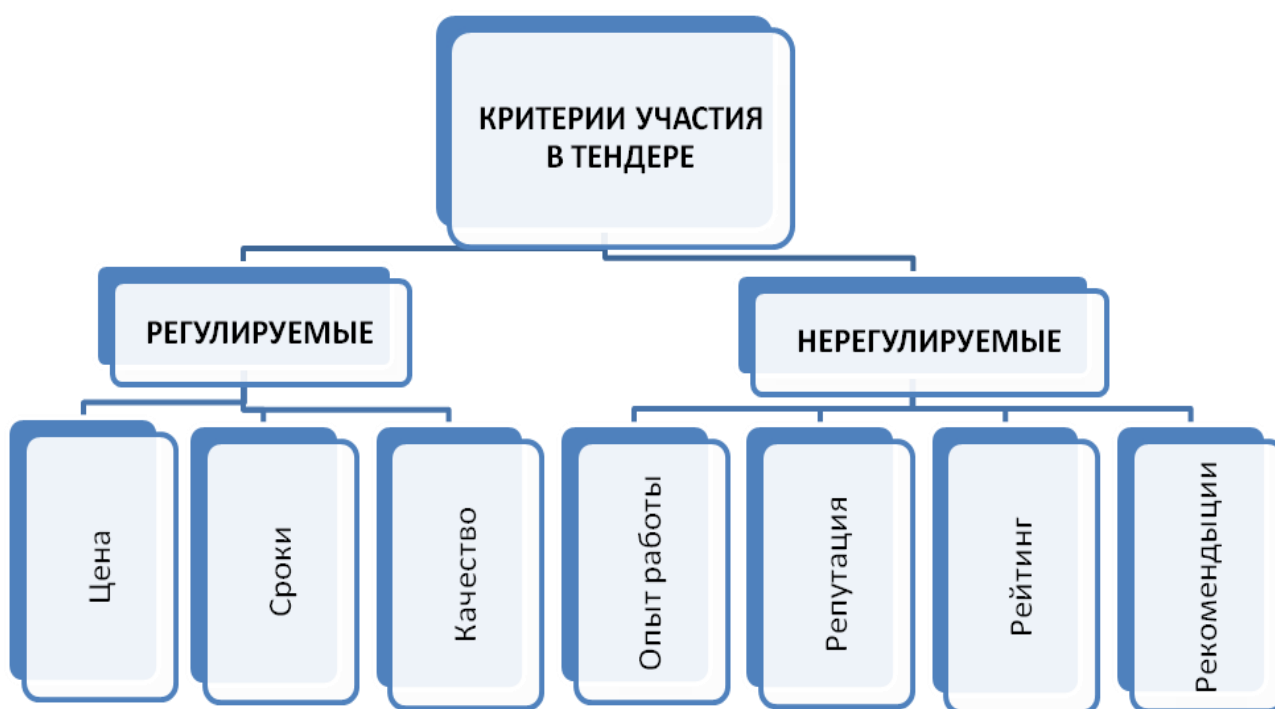 КРИТЕРИИ УЧАСТИЯ
В ТЕНДЕРЕ
РЕГУЛИРУЕМЫЕ
НЕРЕГУЛИРУЕМЫЕ
Цена
Сроки
Качество
Опыт работы
Репутация
Рейтинг
Рекомендыции